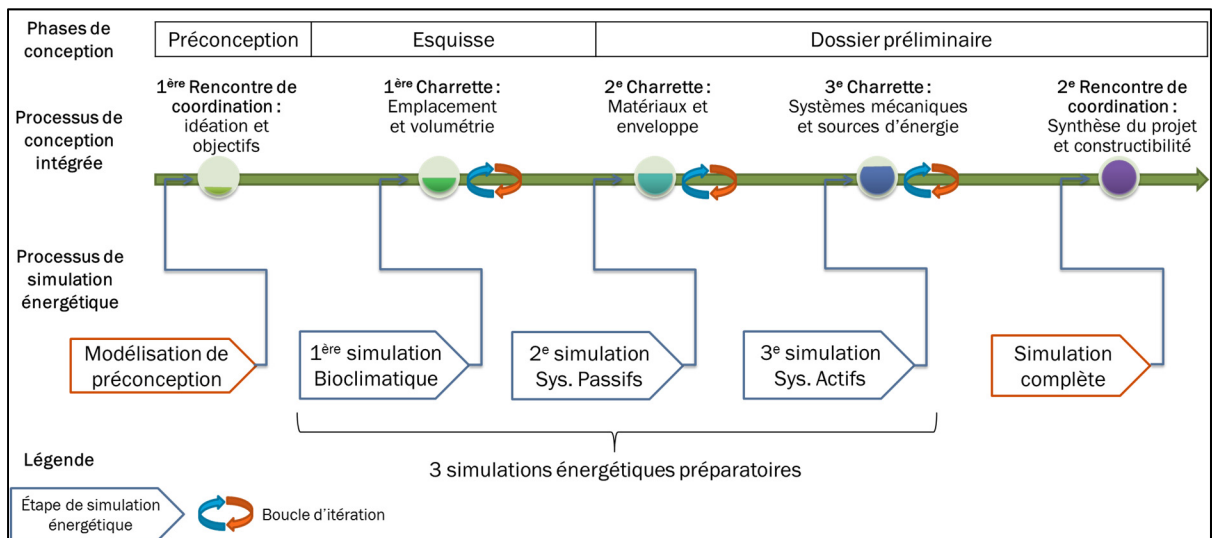 Phases de
conception
Préconception
Esquisse
Dossier préliminaire
Processus de
conception
intégrée
1ère Rencontre de
coordination :
idéation et
objectifs
1ère Charrette :
Emplacement
et volumétrie
2e Charrette :
Matériaux et
enveloppe
3e Charrette :
Systèmes mécaniques
et sources d'énergie
2e Rencontre de
coordination :
Synthèse du projet
et constructibilité
Processus de
simulation
énergétique
Modélisation de
préconception
1ère simulation
Bioclimatique
2e simulation
Sys. Passifs
3e simulation
Sys. Actifs
Simulation
complète
3 simulations énergétiques préparatoires
Légende
Étape de simulation
énergétique
Boucle d'itération